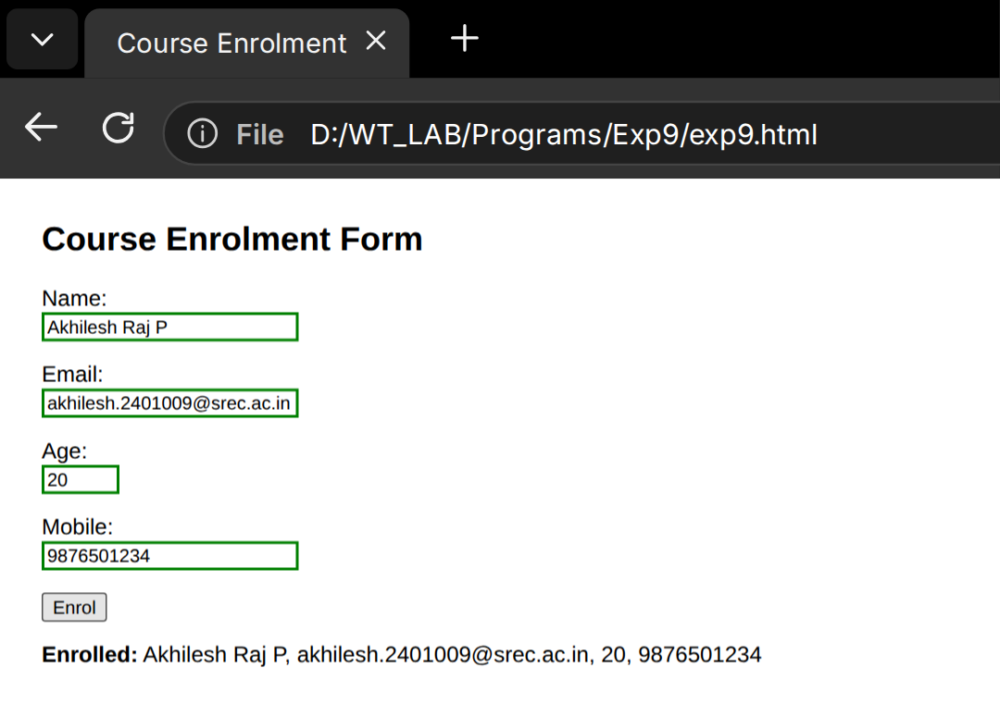 Course Enrolment
File D:/WT_LAB/Programs/Exp9/exp9.html
Course Enrolment Form
Name:
Akhilesh Raj P
Email:
akhilesh.2401009@srec.ac.in
Age:
20
Mobile:
9876501234
Enrol
Enrolled: Akhilesh Raj P, akhilesh.2401009@srec.ac.in, 20, 9876501234